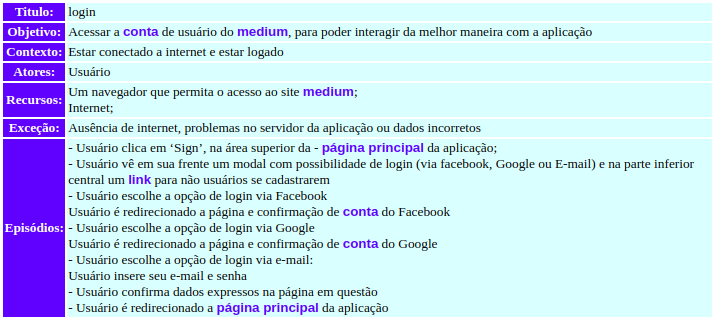 Titulo: login
Objetivo: Acessar a conta de usuário do medium, para poder interagir da melhor maneira com a aplicação
Contexto: Estar conectado a internet e estar logado
Atores: Usuário
Recursos: Um navegador que permita o acesso ao site medium;
Internet;
Exceção: Ausência de internet, problemas no servidor da aplicação ou dados incorretos
Episódios: - Usuário clica em ‘Sign’, na área superior da - página principal da aplicação;
- Usuário vê em sua frente um modal com possibilidade de login (via facebook, Google ou E-mail) e na parte inferior
central um link para não usuários se cadastrarem
- Usuário escolhe a opção de login via Facebook
Usuário é redirecionado a página e confirmação de conta do Facebook
- Usuário escolhe a opção de login via Google
Usuário é redirecionado a página e confirmação de conta do Google
- Usuário escolhe a opção de login via e-mail:
Usuário insere seu e-mail e senha
- Usuário confirma dados expressos na página em questão
- Usuário é redirecionado a página principal da aplicação